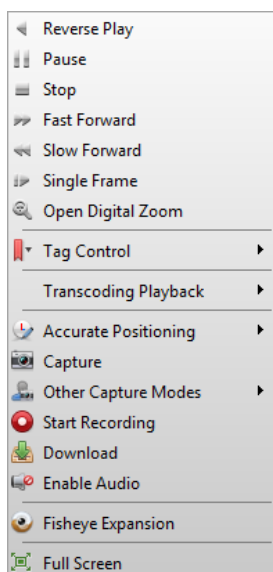 Reverse Play
Pause
Stop
Fast Forward
Slow Forward
Single Frame
Open Digital Zoom
Tag Control
Transcoding Playback
Accurate Positioning
Capture
Other Capture Modes
Start Recording
Download
Enable Audio
Fisheye Expansion
Full Screen